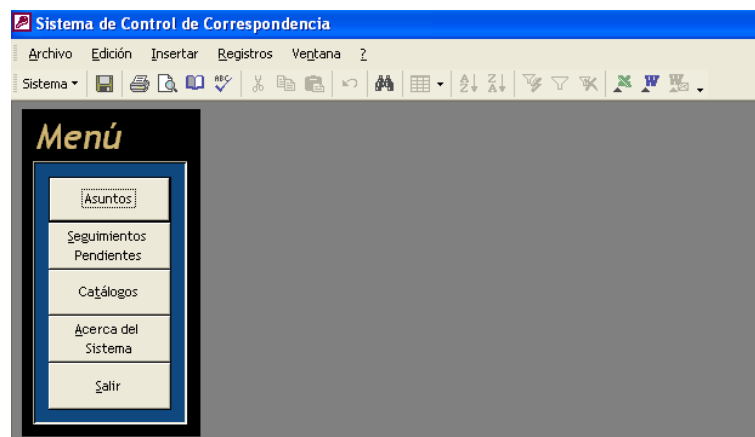 Sistema de Control de Correspondencia
Archivo Edición Insertar Registros Ventana ?
Sistema
Menú
Asuntos
Seguimientos
Pendientes
Catálogos
Acerca del
Sistema
Salir